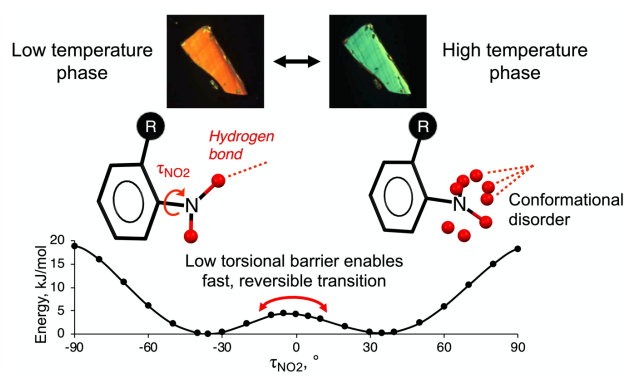 Low temperature
phase
High temperature
phase
R
Hydrogen
bond
τNO2
N
R
N
Conformational
disorder
Low torsional barrier enables
fast, reversible transition
Energy, kJ/mol
20
15
10
5
0
-90
-60
-30
0
30
60
90
τNO2, °